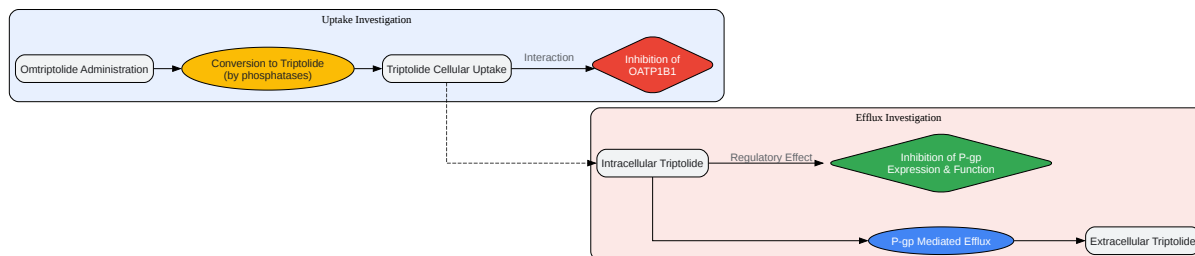 Uptake Investigation
Omtriptolide Administration
Conversion to Triptolide
(by phosphatases)
Triptolide Cellular Uptake
Interaction
Inhibition of
OATP1B1
Efflux Investigation
Intracellular Triptolide
Regulatory Effect
Inhibition of P-gp
Expression & Function
P-gp Mediated Efflux
Extracellular Triptolide